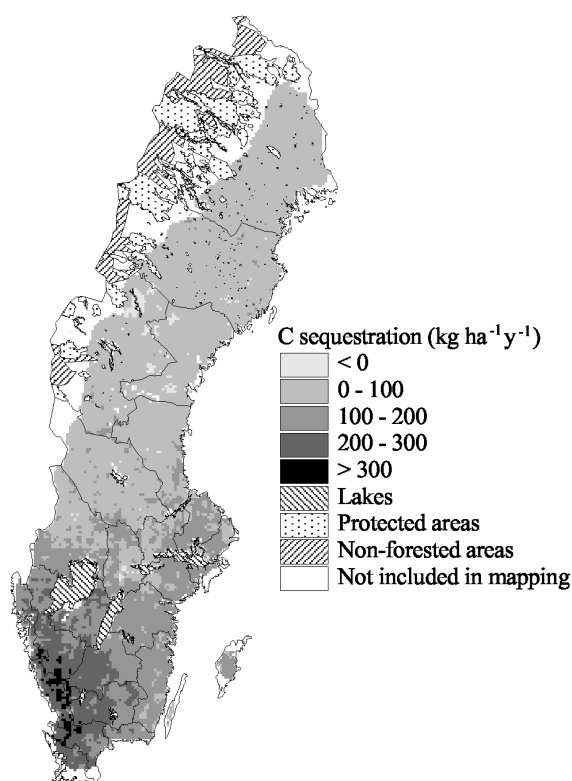 C sequestration (kg ha⁻¹y⁻¹)
< 0
0 - 100
100 - 200
200 - 300
> 300
Lakes
Protected areas
Non-forested areas
Not included in mapping